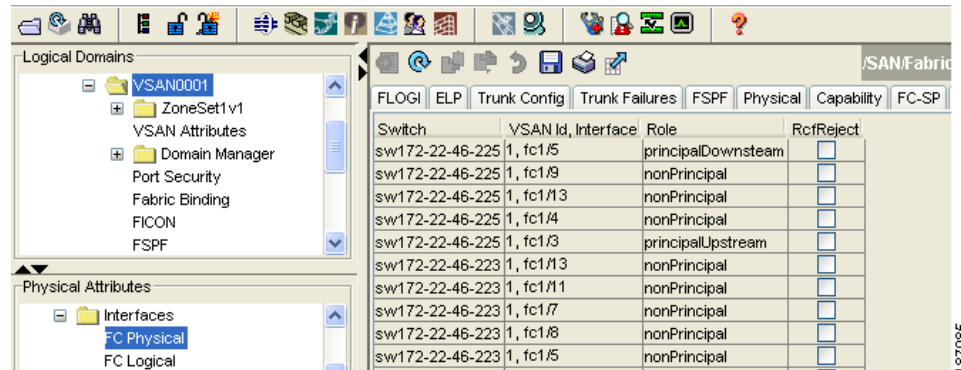 Logical Domains
VSAN0001
ZoneSet1v1
VSAN Attributes
Domain Manager
Port Security
Fabric Binding
FICON
FSPF
Physical Attributes
Interfaces
FC Physical
FC Logical
/SAN/Fabric
FLOGI ELP Trunk Config Trunk Failures FSPF Physical Capability FC-SP
Switch VSAN Id, Interface Role RcfReject
sw172-22-46-225 1, fc1/5 principalDownsteam
sw172-22-46-225 1, fc1/9 nonPrincipal
sw172-22-46-225 1, fc1/13 nonPrincipal
sw172-22-46-225 1, fc1/4 nonPrincipal
sw172-22-46-225 1, fc1/3 principalUpstream
sw172-22-46-223 1, fc1/13 nonPrincipal
sw172-22-46-223 1, fc1/11 nonPrincipal
sw172-22-46-223 1, fc1/7 nonPrincipal
sw172-22-46-223 1, fc1/8 nonPrincipal
sw172-22-46-223 1, fc1/5 nonPrincipal